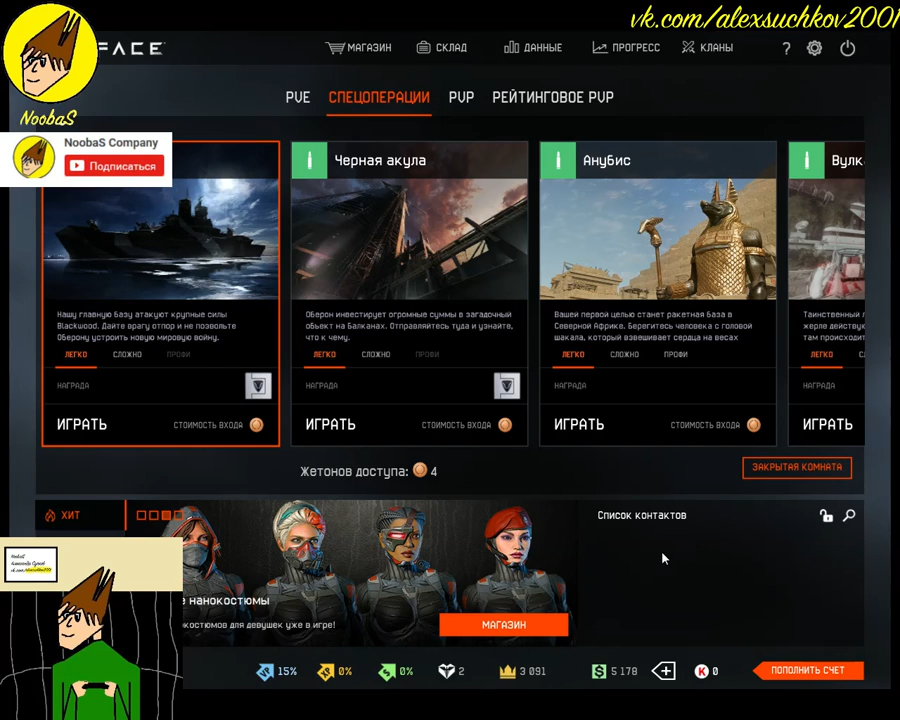 vk.com/alexsuchkov2001
FACE
МАГАЗИН
СКЛАД
ДАННЫЕ
ПРОГРЕСС
КЛАНЫ
?
NoobaS
PVE
СПЕЦОПЕРАЦИИ
PVP
РЕЙТИНГОВОЕ PVP
NoobaS Company
Подписаться
Черная акула
Анубис
Вулк
Нашу главную базу атакуют крупные силы
Blackwood. Дайте врагу отпор и не позвольте
Оберону устроить новую мировую войну.
ЛЕГКО
СЛОЖНО
ПРОФИ
НАГРАДА
ИГРАТЬ
СТОИМОСТЬ ВХОДА
Оберон инвестирует огромные суммы в загадочный
объект на Балканах. Отправляйтесь туда и узнайте,
что к чему.
ЛЕГКО
СЛОЖНО
ПРОФИ
НАГРАДА
ИГРАТЬ
СТОИМОСТЬ ВХОДА
Вашей первой целью станет ракетная база в
Северной Африке. Берегитесь человека с головой
шакала, который взвешивает сердца на весах
ЛЕГКО
СЛОЖНО
ПРОФИ
НАГРАДА
ИГРАТЬ
СТОИМОСТЬ ВХОДА
Таинственный
жерле действу
там происходит
ЛЕГКО
НАГРАДА
ИГРАТЬ
Жетонов доступа: 4
ЗАКРЫТАЯ КОМНАТА
ХИТ
Список контактов
е нанокостюмы
костюмов для девушек уже в игре!
МАГАЗИН
15%
0%
0%
2
3 091
5 178
K 0
ПОПОЛНИТЬ СЧЕТ